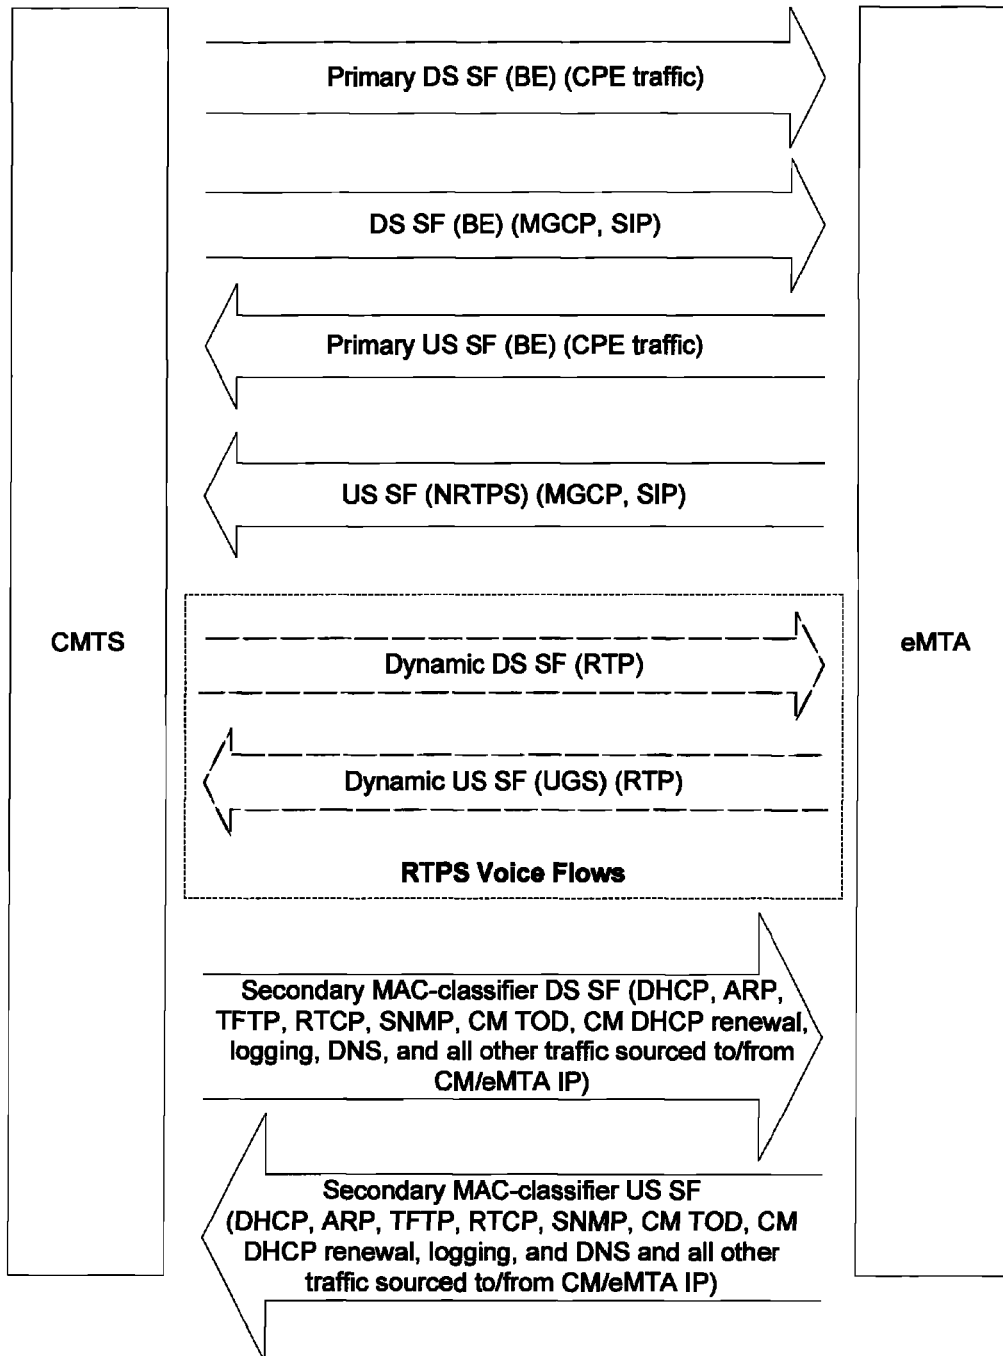 Primary DS SF (BE) (CPE traffic)
DS SF (BE) (MGCP, SIP)
Primary US SF (BE) (CPE traffic)
US SF (NRTPS) (MGCP, SIP)
CMTS
eMTA
Dynamic DS SF (RTP)
Dynamic US SF (UGS) (RTP)
RTPS Voice Flows
Secondary MAC-classifier DS SF (DHCP, ARP,
TFTP, RTCP, SNMP, CM TOD, CM DHCP renewal,
logging, DNS, and all other traffic sourced to/from
CM/eMTA IP)
Secondary MAC-classifier US SF
(DHCP, ARP, TFTP, RTCP, SNMP, CM TOD, CM
DHCP renewal, logging, and DNS and all other
traffic sourced to/from CM/eMTA IP)